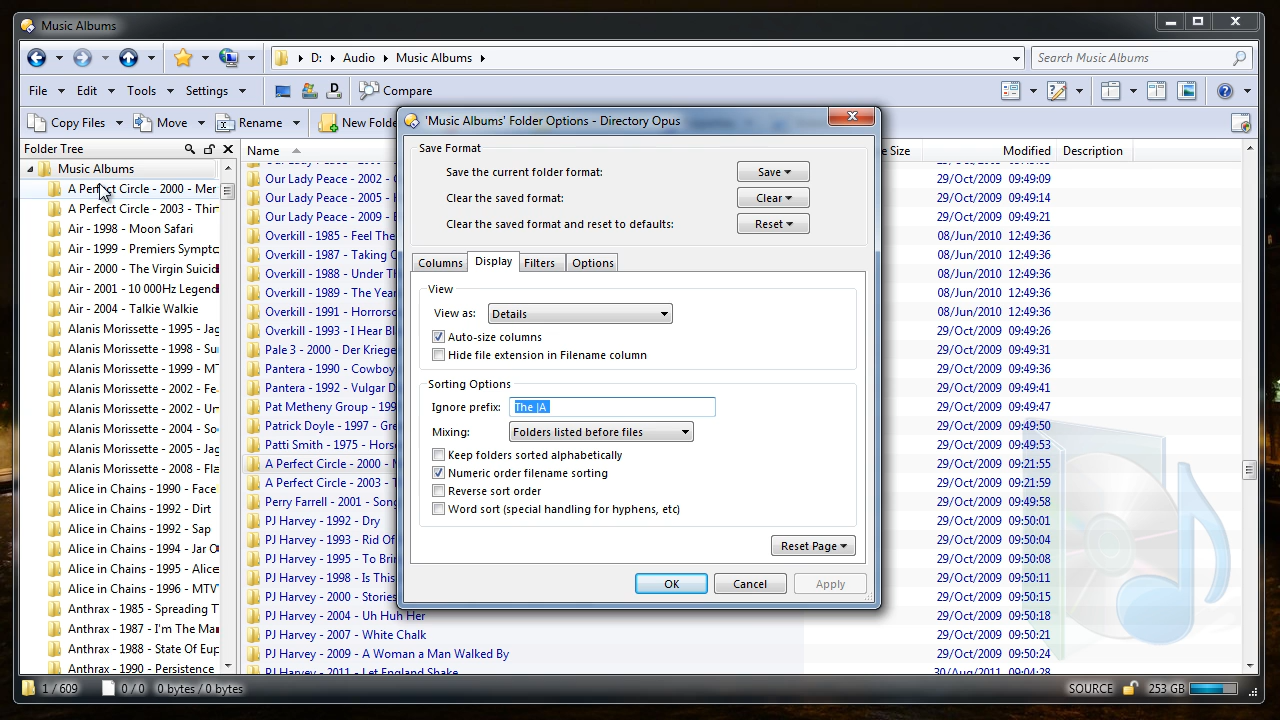 Music Albums
D: Audio Music Albums
Search Music Albums
File Edit Tools Settings Compare
Copy Files Move Rename New Folde
Folder Tree
Music Albums
A Perfect Circle - 2000 - Mer
A Perfect Circle - 2003 - Thir
Air - 1998 - Moon Safari
Air - 1999 - Premiers Sympto
Air - 2000 - The Virgin Suicid
Air - 2001 - 10 000Hz Legend
Air - 2004 - Talkie Walkie
Alanis Morissette - 1995 - Jag
Alanis Morissette - 1998 - Su
Alanis Morissette - 1999 - MT
Alanis Morissette - 2002 - Fe
Alanis Morissette - 2002 - Un
Alanis Morissette - 2004 - So
Alanis Morissette - 2005 - Jag
Alanis Morissette - 2008 - Fla
Alice in Chains - 1990 - Face
Alice in Chains - 1992 - Dirt
Alice in Chains - 1992 - Sap
Alice in Chains - 1994 - Jar O
Alice in Chains - 1995 - Alice
Alice in Chains - 1996 - MTV
Anthrax - 1985 - Spreading T
Anthrax - 1987 - I'm The Ma
Anthrax - 1988 - State Of Eup
Anthrax - 1990 - Persistence
Name Size Modified Description
Our Lady Peace - 2002 - 29/Oct/2009 09:49:09
Our Lady Peace - 2005 - H 29/Oct/2009 09:49:14
Our Lady Peace - 2009 - B 29/Oct/2009 09:49:21
Overkill - 1985 - Feel The 08/Jun/2010 12:49:36
Overkill - 1987 - Taking 08/Jun/2010 12:49:36
Overkill - 1988 - Under Th 08/Jun/2010 12:49:36
Overkill - 1989 - The Year 08/Jun/2010 12:49:36
Overkill - 1991 - Horrorsc 08/Jun/2010 12:49:36
Overkill - 1993 - I Hear Bl 29/Oct/2009 09:49:26
Pale 3 - 2000 - Der Kriege 29/Oct/2009 09:49:31
Pantera - 1990 - Cowboy 29/Oct/2009 09:49:36
Pantera - 1992 - Vulgar D 29/Oct/2009 09:49:41
Pat Metheny Group - 199 29/Oct/2009 09:49:47
Patrick Doyle - 1997 - Gre 29/Oct/2009 09:49:50
Patti Smith - 1975 - Horse 29/Oct/2009 09:49:53
A Perfect Circle - 2000 - M 29/Oct/2009 09:21:55
A Perfect Circle - 2003 - T 29/Oct/2009 09:21:59
Perry Farrell - 2001 - Song 29/Oct/2009 09:49:58
PJ Harvey - 1992 - Dry 29/Oct/2009 09:50:01
PJ Harvey - 1993 - Rid Of 29/Oct/2009 09:50:04
PJ Harvey - 1995 - To Brin 29/Oct/2009 09:50:08
PJ Harvey - 1998 - Is This 29/Oct/2009 09:50:11
PJ Harvey - 2000 - Stories 29/Oct/2009 09:50:15
PJ Harvey - 2004 - Uh Huh Her 29/Oct/2009 09:50:18
PJ Harvey - 2007 - White Chalk 29/Oct/2009 09:50:21
PJ Harvey - 2009 - A Woman a Man Walked By 29/Oct/2009 09:50:24
PJ Harvey - 2011 - Let England Shake 30/Aug/2011 09:04:28
'Music Albums' Folder Options - Directory Opus
Save Format
Save the current folder format: Save
Clear the saved format: Clear
Clear the saved format and reset to defaults: Reset
Columns Display Filters Options
View
View as: Details
Auto-size columns
Hide file extension in Filename column
Sorting Options
Ignore prefix: The |A
Mixing: Folders listed before files
Keep folders sorted alphabetically
Numeric order filename sorting
Reverse sort order
Word sort (special handling for hyphens, etc)
Reset Page
OK Cancel Apply
1 / 609 0 / 0 0 bytes / 0 bytes SOURCE 253 GB